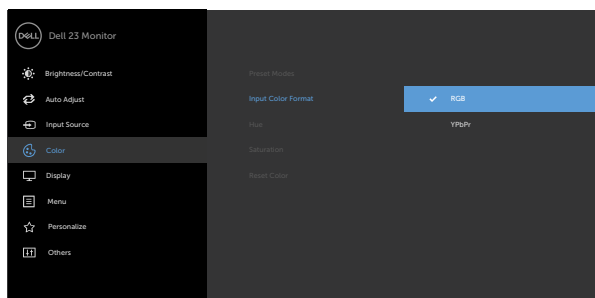 DELL Dell 23 Monitor
Brightness/Contrast
Auto Adjust
Input Source
Color
Display
Menu
Personalize
Others
Preset Modes
Input Color Format
Hue
Saturation
Reset Color
RGB
YPbPr